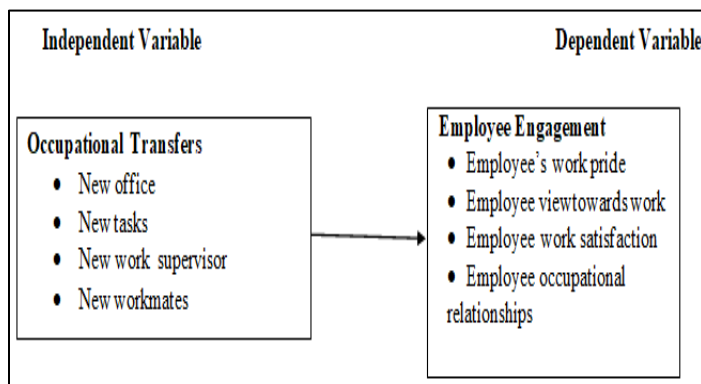 Independent Variable
Dependent Variable
Occupational Transfers
• New office
• New tasks
• New work supervisor
• New workmates
Employee Engagement
• Employee's work pride
• Employee viewtowards work
• Employee work satisfaction
• Employee occupational
relationships